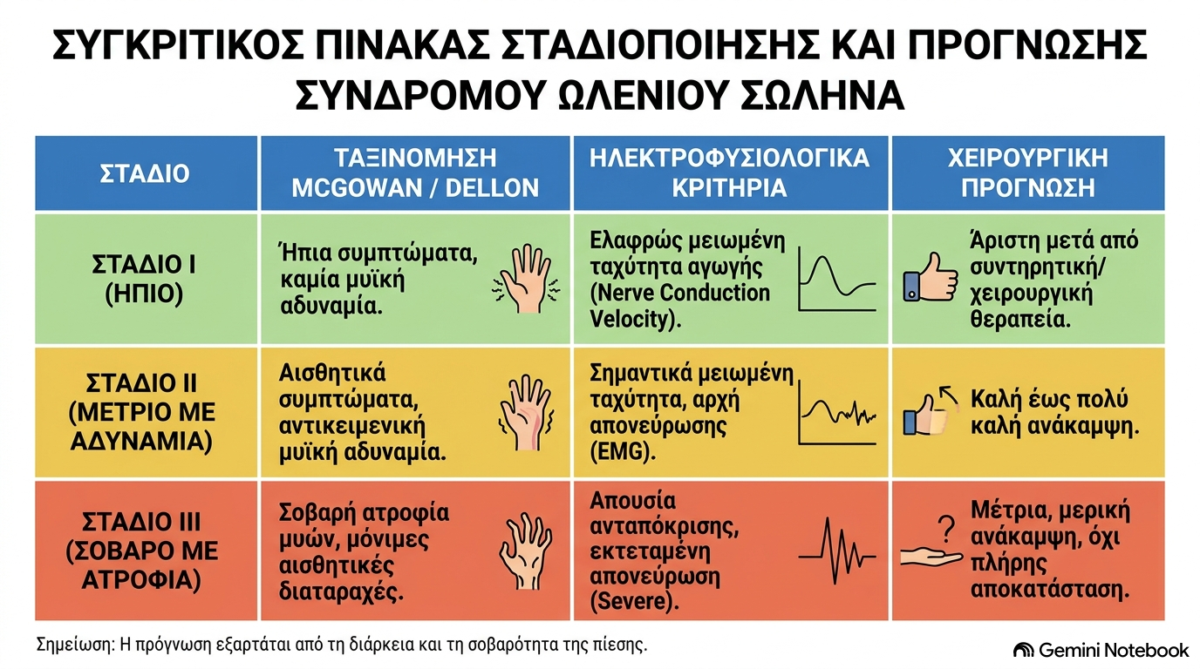 ΣΥΓΚΡΙΤΙΚΟΣ ΠΙΝΑΚΑΣ ΣΤΑΔΙΟΠΟΙΗΣΗΣ ΚΑΙ ΠΡΟΓΝΩΣΗΣ
ΣΥΝΔΡΟΜΟΥ ΩΛΕΝΙΟΥ ΣΩΛΗΝΑ
ΣΤΑΔΙΟ
ΤΑΞΙΝΟΜΗΣΗ
MCGOWAN / DELLON
ΗΛΕΚΤΡΟΦΥΣΙΟΛΟΓΙΚΑ
ΚΡΙΤΗΡΙΑ
ΧΕΙΡΟΥΡΓΙΚΗ
ΠΡΟΓΝΩΣΗ
ΣΤΑΔΙΟ I
(ΗΠΙΟ)
Ήπια συμπτώματα,
καμία μυϊκή
αδυναμία.
Ελαφρώς μειωμένη
ταχύτητα αγωγής
(Nerve Conduction
Velocity).
Άριστη μετά από
συντηρητική/
χειρουργική
θεραπεία.
ΣΤΑΔΙΟ II
(ΜΕΤΡΙΟ ΜΕ
ΑΔΥΝΑΜΙΑ)
Αισθητικά
συμπτώματα,
αντικειμενική
μυϊκή αδυναμία.
Σημαντικά μειωμένη
ταχύτητα, αρχή
απονεύρωσης
(EMG).
Καλή έως πολύ
καλή ανάκαμψη.
ΣΤΑΔΙΟ III
(ΣΟΒΑΡΟ ΜΕ
ΑΤΡΟΦΙΑ)
Σοβαρή ατροφία
μυών, μόνιμες
αισθητικές
διαταραχές.
Απουσία
ανταπόκρισης,
εκτεταμένη
απονεύρωση
(Severe).
?
Μέτρια, μερική
ανάκαμψη, όχι
πλήρης
αποκατάσταση.
Σημείωση: Η πρόγνωση εξαρτάται από τη διάρκεια και τη σοβαρότητα της πίεσης.
Gemini Notebook